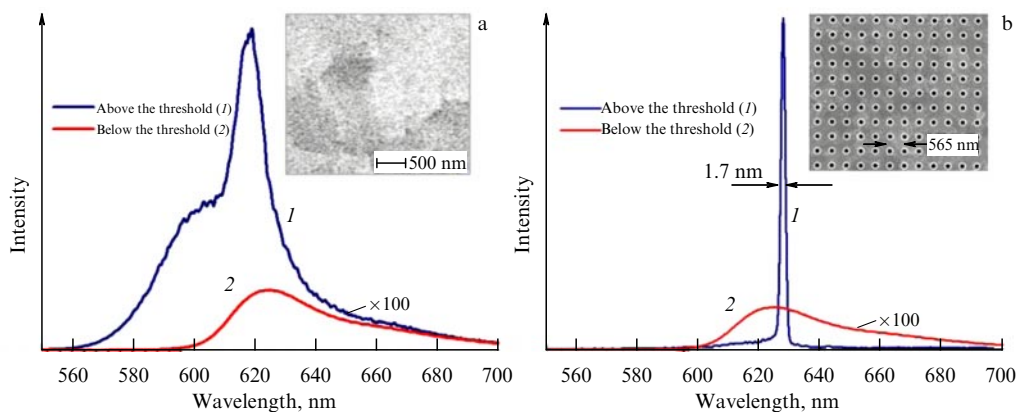 a
Above the threshold (1)
Below the threshold (2)
500 nm
1
2
×100
Intensity
560 580 600 620 640 660 680 700
Wavelength, nm
b
Above the threshold (1)
Below the threshold (2)
565 nm
1.7 nm
1
2
×100
Intensity
560 580 600 620 640 660 680 700
Wavelength, nm